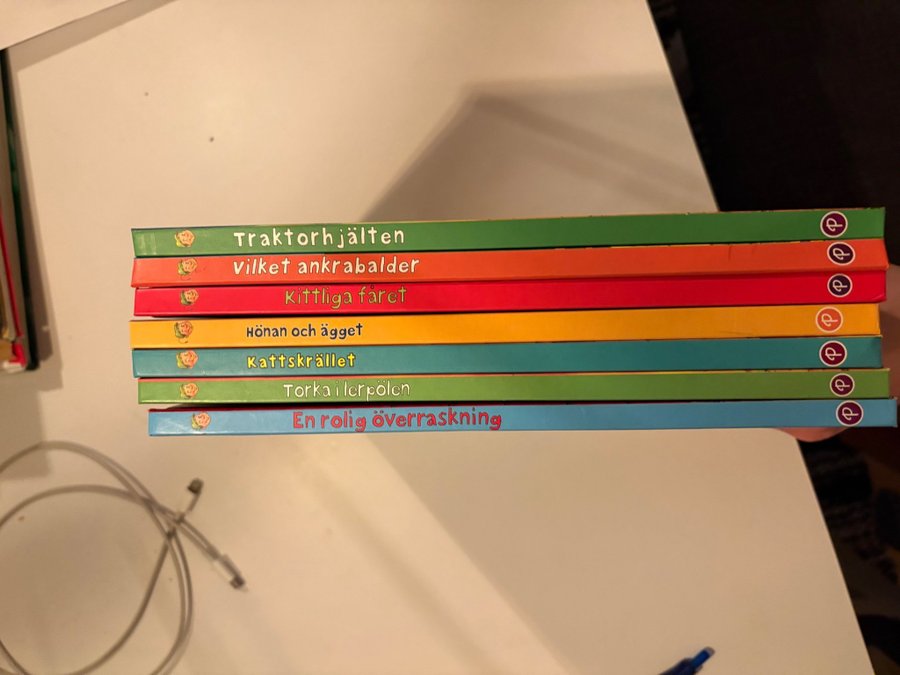 Traktorhjälten
Vilket ankrabalder
Kittliga fåret
Hönan och ägget
Kattskrället
Torka i lerpölen
En rolig överraskning